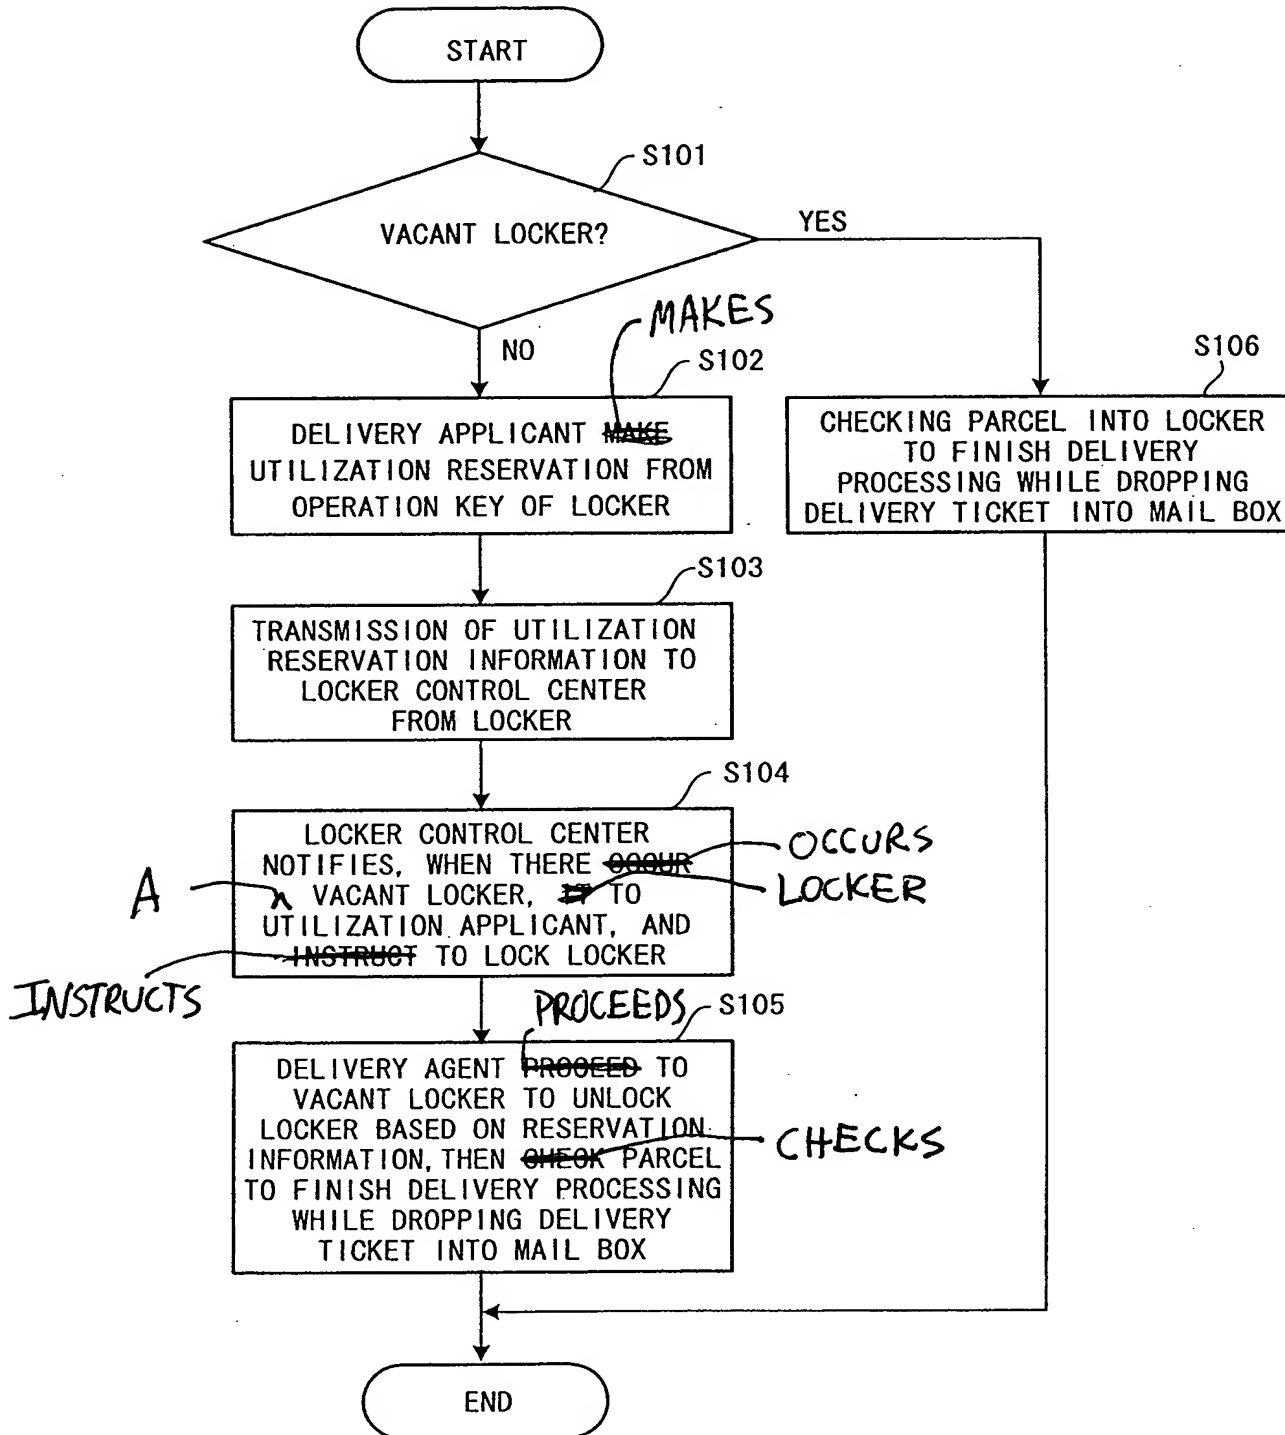 START
S101
VACANT LOCKER?
YES
MAKES
NO
S102
S106
DELIVERY APPLICANT MAKE
UTILIZATION RESERVATION FROM
OPERATION KEY OF LOCKER
CHECKING PARCEL INTO LOCKER
TO FINISH DELIVERY
PROCESSING WHILE DROPPING
DELIVERY TICKET INTO MAIL BOX
S103
TRANSMISSION OF UTILIZATION
RESERVATION INFORMATION TO
LOCKER CONTROL CENTER
FROM LOCKER
S104
LOCKER CONTROL CENTER
NOTIFIES, WHEN THERE OCCUR
VACANT LOCKER, IT TO
UTILIZATION APPLICANT, AND
INSTRUCT TO LOCK LOCKER
OCCURS
LOCKER
A
INSTRUCTS
PROCEEDS
S105
DELIVERY AGENT PROCEED TO
VACANT LOCKER TO UNLOCK
LOCKER BASED ON RESERVATION
INFORMATION, THEN CHECK PARCEL
TO FINISH DELIVERY PROCESSING
WHILE DROPPING DELIVERY
TICKET INTO MAIL BOX
CHECKS
END